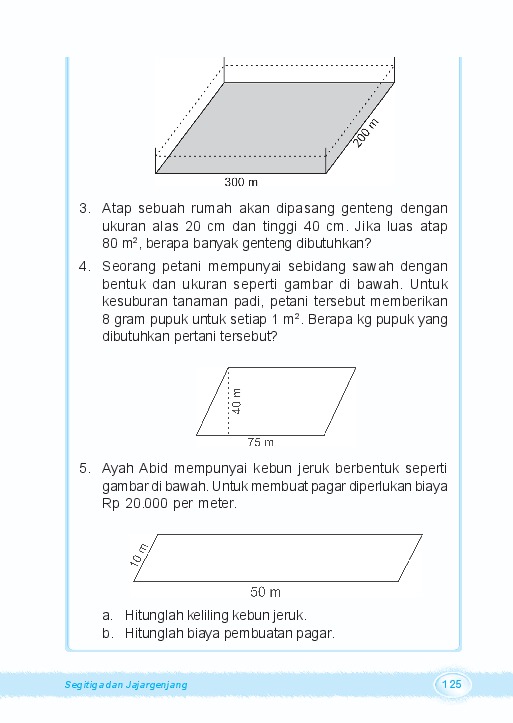 200 m
300 m
3. Atap sebuah rumah akan dipasang genteng dengan
ukuran alas 20 cm dan tinggi 40 cm. Jika luas atap
80 m², berapa banyak genteng dibutuhkan?
4. Seorang petani mempunyai sebidang sawah dengan
bentuk dan ukuran seperti gambar di bawah. Untuk
kesuburan tanaman padi, petani tersebut memberikan
8 gram pupuk untuk setiap 1 m². Berapa kg pupuk yang
dibutuhkan pertani tersebut?
40 m
75 m
5. Ayah Abid mempunyai kebun jeruk berbentuk seperti
gambar di bawah. Untuk membuat pagar diperlukan biaya
Rp 20.000 per meter.
10 m
50 m
a. Hitunglah keliling kebun jeruk.
b. Hitunglah biaya pembuatan pagar.
Segitiga dan Jajargenjang
125